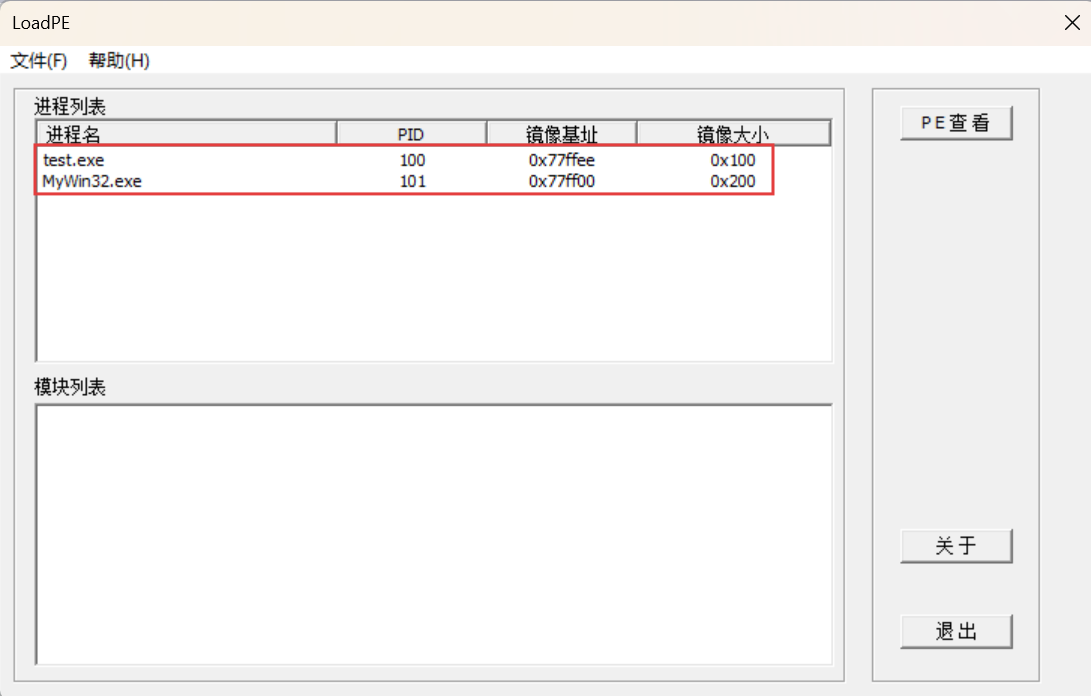 LoadPE
文件(F) 帮助(H)
进程列表
进程名 PID 镜像基址 镜像大小
test.exe 100 0x77ffee 0x100
MyWin32.exe 101 0x77ff00 0x200
模块列表
PE查看
关于
退出